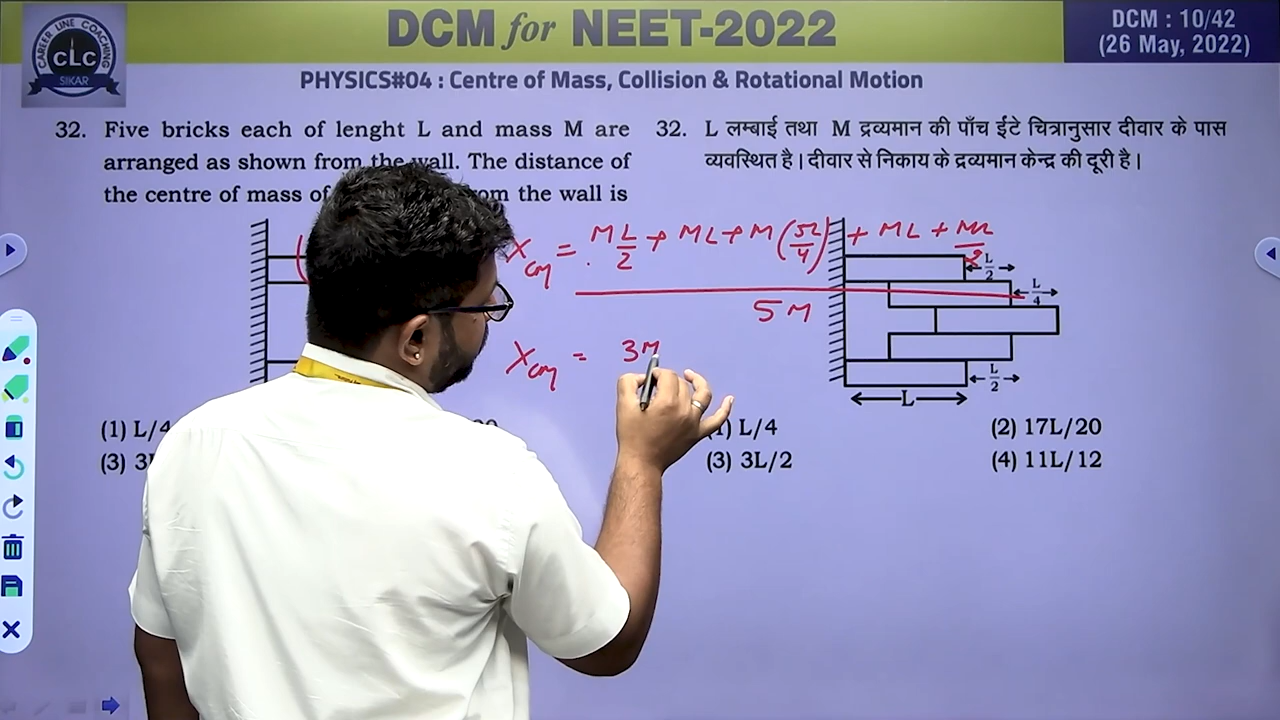 DCM for NEET-2022
DCM : 10/42
(26 May, 2022)
CAREER LINE COACHING
CLC
SIKAR
PHYSICS#04 : Centre of Mass, Collision & Rotational Motion
32. Five bricks each of lenght L and mass M are
arranged as shown from the wall. The distance of
the centre of mass of
from the wall is
32. L लम्बाई तथा M द्रव्यमान की पाँच ईंटे चित्रानुसार दीवार के पास
व्यवस्थित है। दीवार से निकाय के द्रव्यमान केन्द्र की दूरी है।
X_cm = ML/2 + ML + M(5L/4) + ML + ML/2
5M
X_cm = 3M
L/2
L/4
L/2
L
(1) L/4
(3) 3
(1) L/4 (2) 17L/20
(3) 3L/2 (4) 11L/12